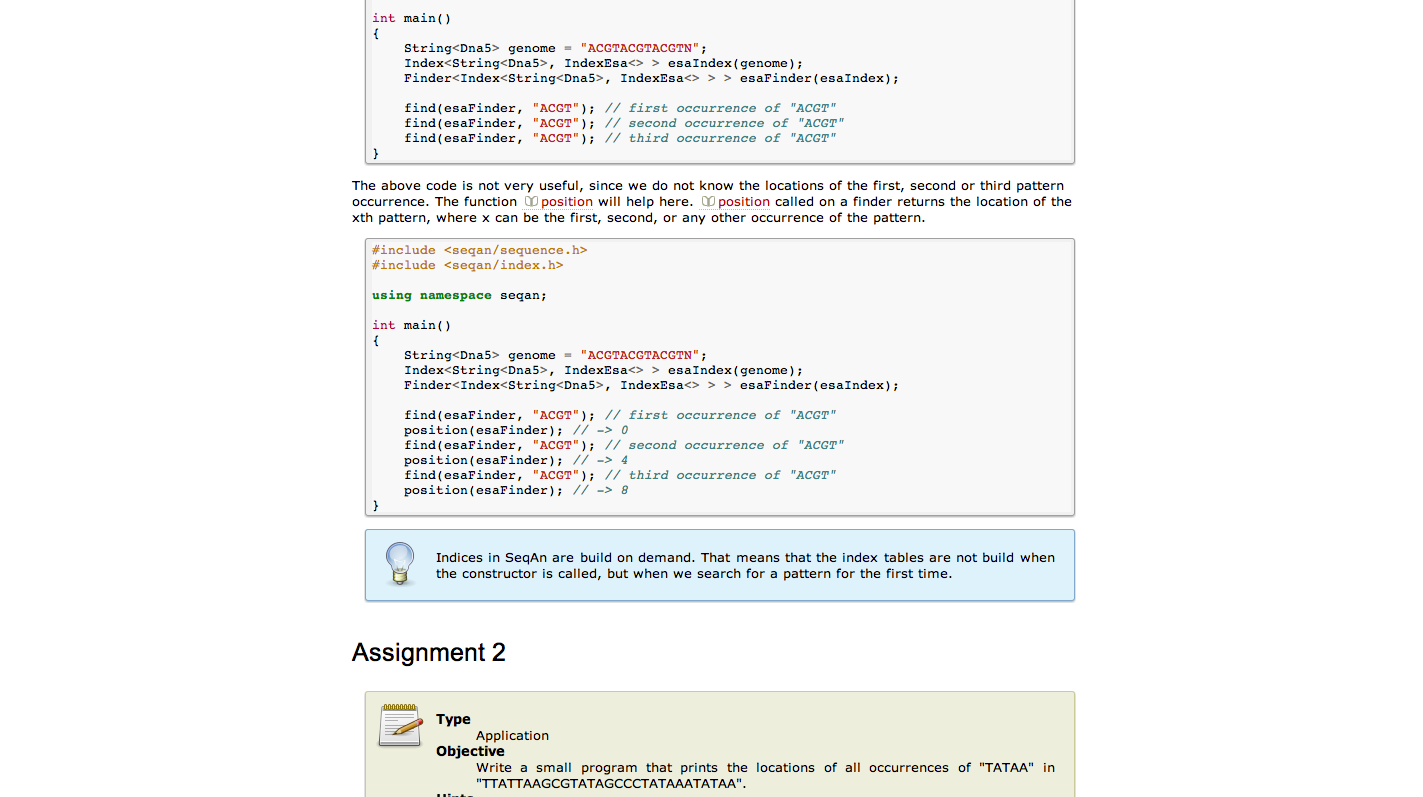 int main()
{
    String<Dna5> genome = "ACGTACGTACGTN";
    Index<String<Dna5>, IndexEsa<> > esaIndex(genome);
    Finder<Index<String<Dna5>, IndexEsa<> > > esaFinder(esaIndex);
    find(esaFinder, "ACGT"); // first occurrence of "ACGT"
    find(esaFinder, "ACGT"); // second occurrence of "ACGT"
    find(esaFinder, "ACGT"); // third occurrence of "ACGT"
}
The above code is not very useful, since we do not know the locations of the first, second or third pattern
occurrence. The function position will help here. position called on a finder returns the location of the
xth pattern, where x can be the first, second, or any other occurrence of the pattern.
#include <seqan/sequence.h>
#include <seqan/index.h>
using namespace seqan;
int main()
{
    String<Dna5> genome = "ACGTACGTACGTN";
    Index<String<Dna5>, IndexEsa<> > esaIndex(genome);
    Finder<Index<String<Dna5>, IndexEsa<> > > esaFinder(esaIndex);
    find(esaFinder, "ACGT"); // first occurrence of "ACGT"
    position(esaFinder); // -> 0
    find(esaFinder, "ACGT"); // second occurrence of "ACGT"
    position(esaFinder); // -> 4
    find(esaFinder, "ACGT"); // third occurrence of "ACGT"
    position(esaFinder); // -> 8
}
Indices in SeqAn are build on demand. That means that the index tables are not build when
the constructor is called, but when we search for a pattern for the first time.
Assignment 2
Type
Application
Objective
Write a small program that prints the locations of all occurrences of "TATAA" in
"TTATTAAGCGTATAGCCCTATAAATATAA".